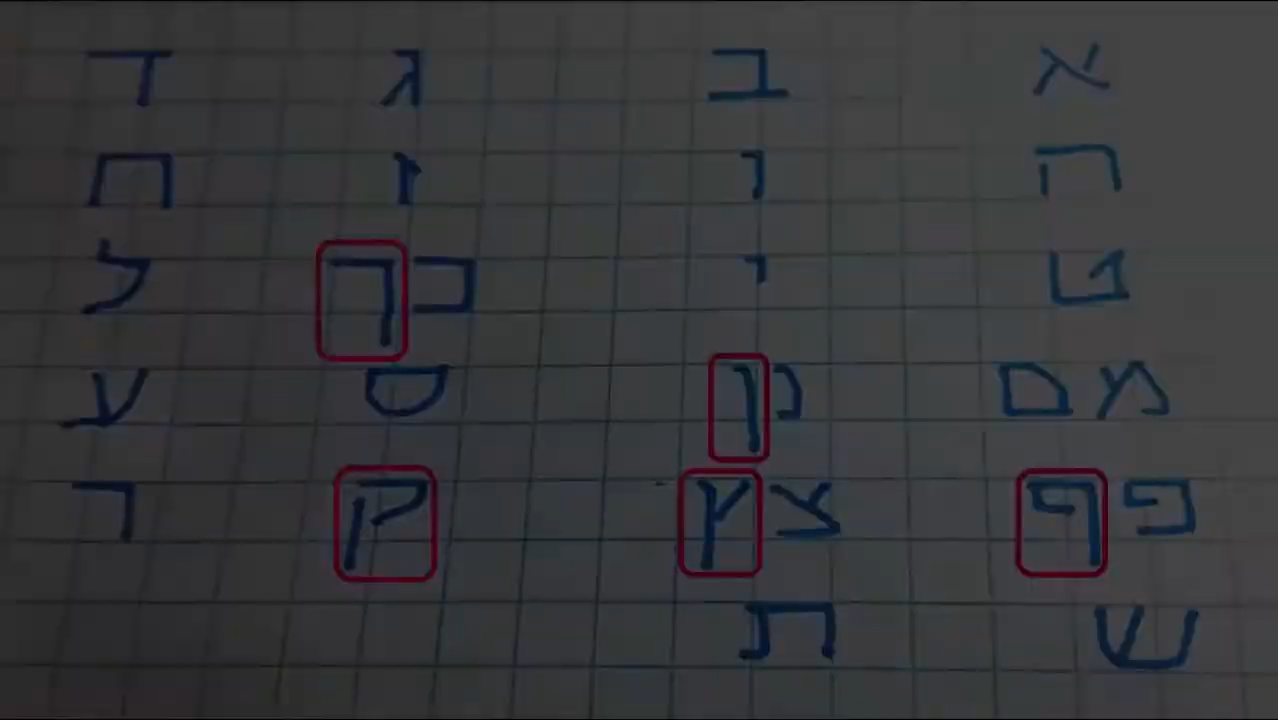 א ב ג ד
ה ו ז ח
ט י כך ל
מם נן ס ע
פף צץ ק ר
ש ת